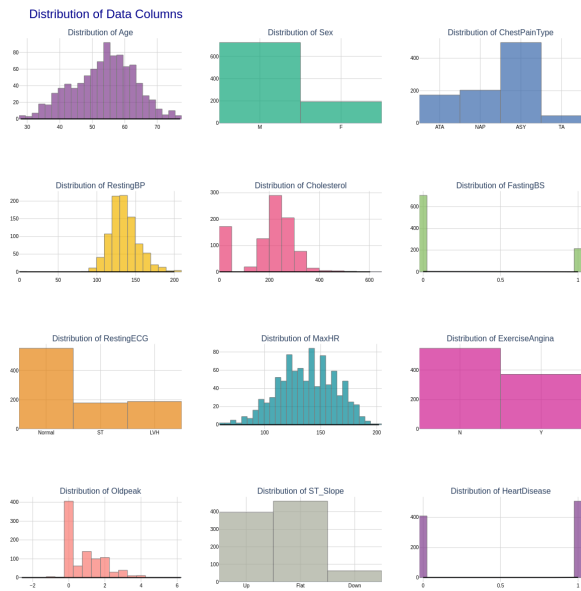 Distribution of Data Columns
Distribution of Age
80
60
40
20
0
30 40 50 60 70
Distribution of Sex
600
400
200
0
M F
Distribution of ChestPainType
400
200
0
ATA NAP ASY TA
Distribution of RestingBP
200
150
100
50
0
0 50 100 150 200
Distribution of Cholesterol
300
200
100
0
0 200 400 600
Distribution of FastingBS
600
400
200
0
0 0.5 1
Distribution of RestingECG
400
200
0
Normal ST LVH
Distribution of MaxHR
80
60
40
20
0
100 150 200
Distribution of ExerciseAngina
400
200
0
N Y
Distribution of Oldpeak
400
300
200
100
0
−2 0 2 4 6
Distribution of ST_Slope
400
300
200
100
0
Up Flat Down
Distribution of HeartDisease
400
200
0
0 0.5 1